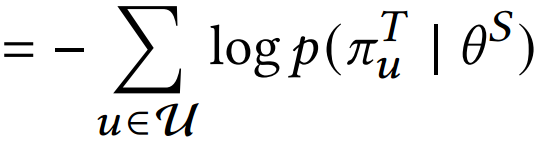 = − ∑_{u∈𝒰} log p(π_u^T | θ^S)